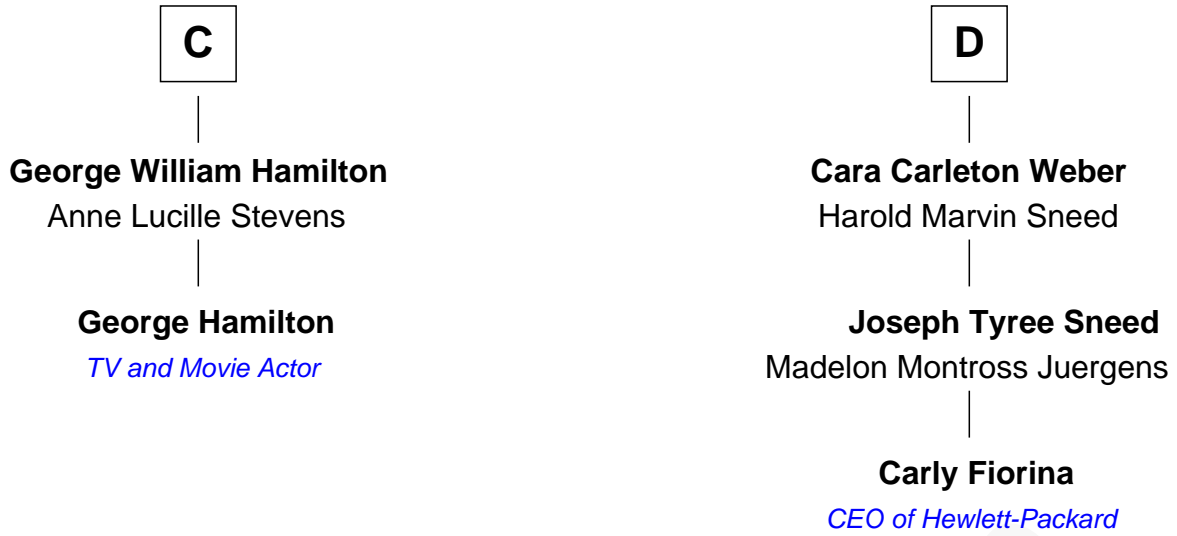 C
George William Hamilton
Anne Lucille Stevens
George Hamilton
TV and Movie Actor
D
Cara Carleton Weber
Harold Marvin Sneed
Joseph Tyree Sneed
Madelon Montross Juergens
Carly Fiorina
CEO of Hewlett-Packard